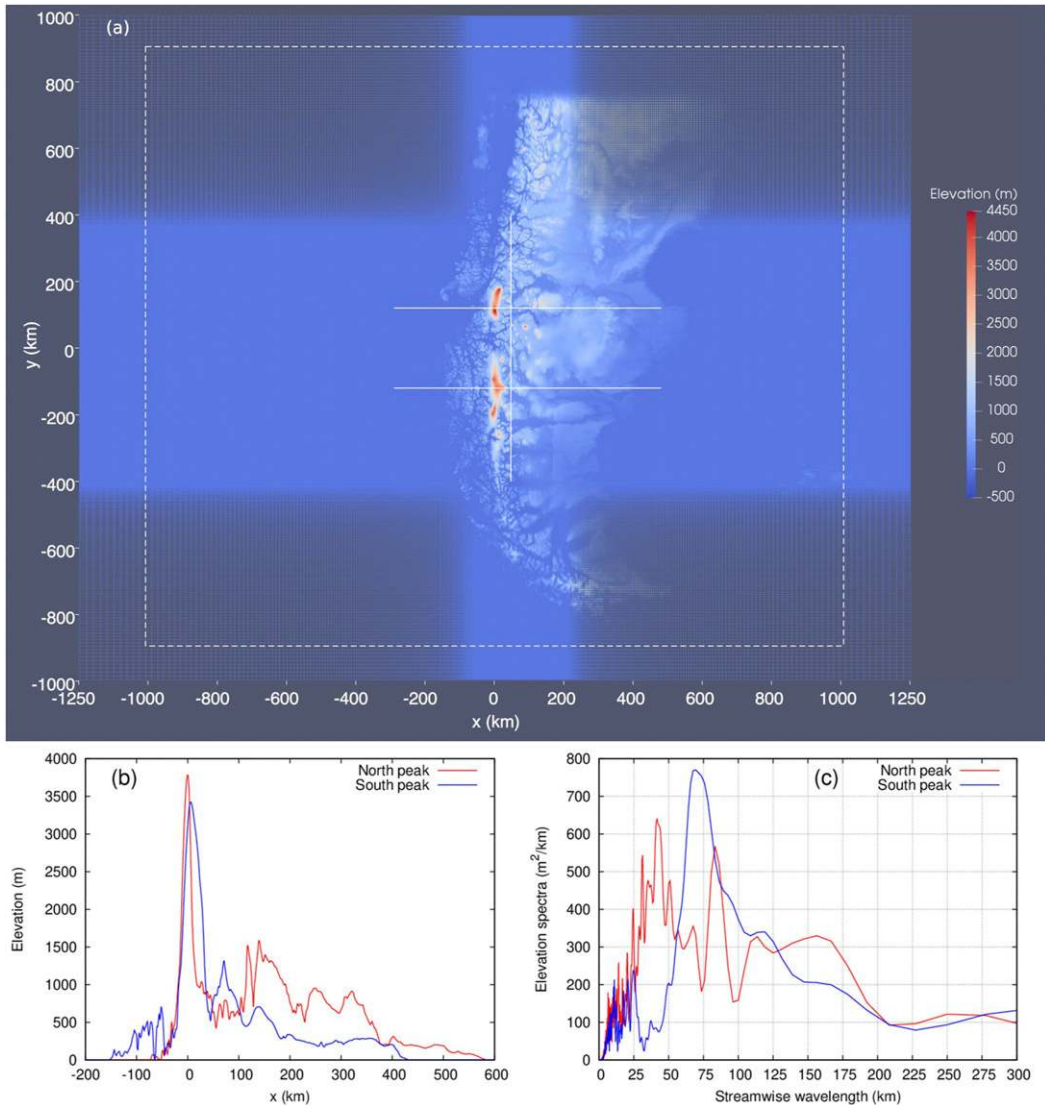 (a)
1000
800
600
400
200
0
-200
-400
-600
-800
-1000
y (km)
-1250 -1000 -800 -600 -400 -200 0 200 400 600 800 1000 1250
x (km)
Elevation (m)
4450
4000
3500
3000
2500
2000
1500
1000
500
0
-500
(b)
North peak
South peak
4000
3500
3000
2500
2000
1500
1000
500
0
Elevation (m)
-200 -100 0 100 200 300 400 500 600
x (km)
(c)
North peak
South peak
800
700
600
500
400
300
200
100
0
Elevation spectra (m²/km)
0 25 50 75 100 125 150 175 200 225 250 275 300
Streamwise wavelength (km)